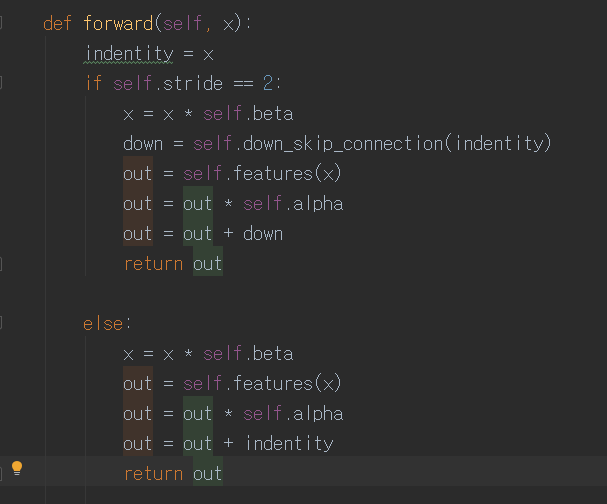 def forward(self, x):
    indentity = x
    if self.stride == 2:
        x = x * self.beta
        down = self.down_skip_connection(indentity)
        out = self.features(x)
        out = out * self.alpha
        out = out + down
        return out
    else:
        x = x * self.beta
        out = self.features(x)
        out = out * self.alpha
        out = out + indentity
        return out